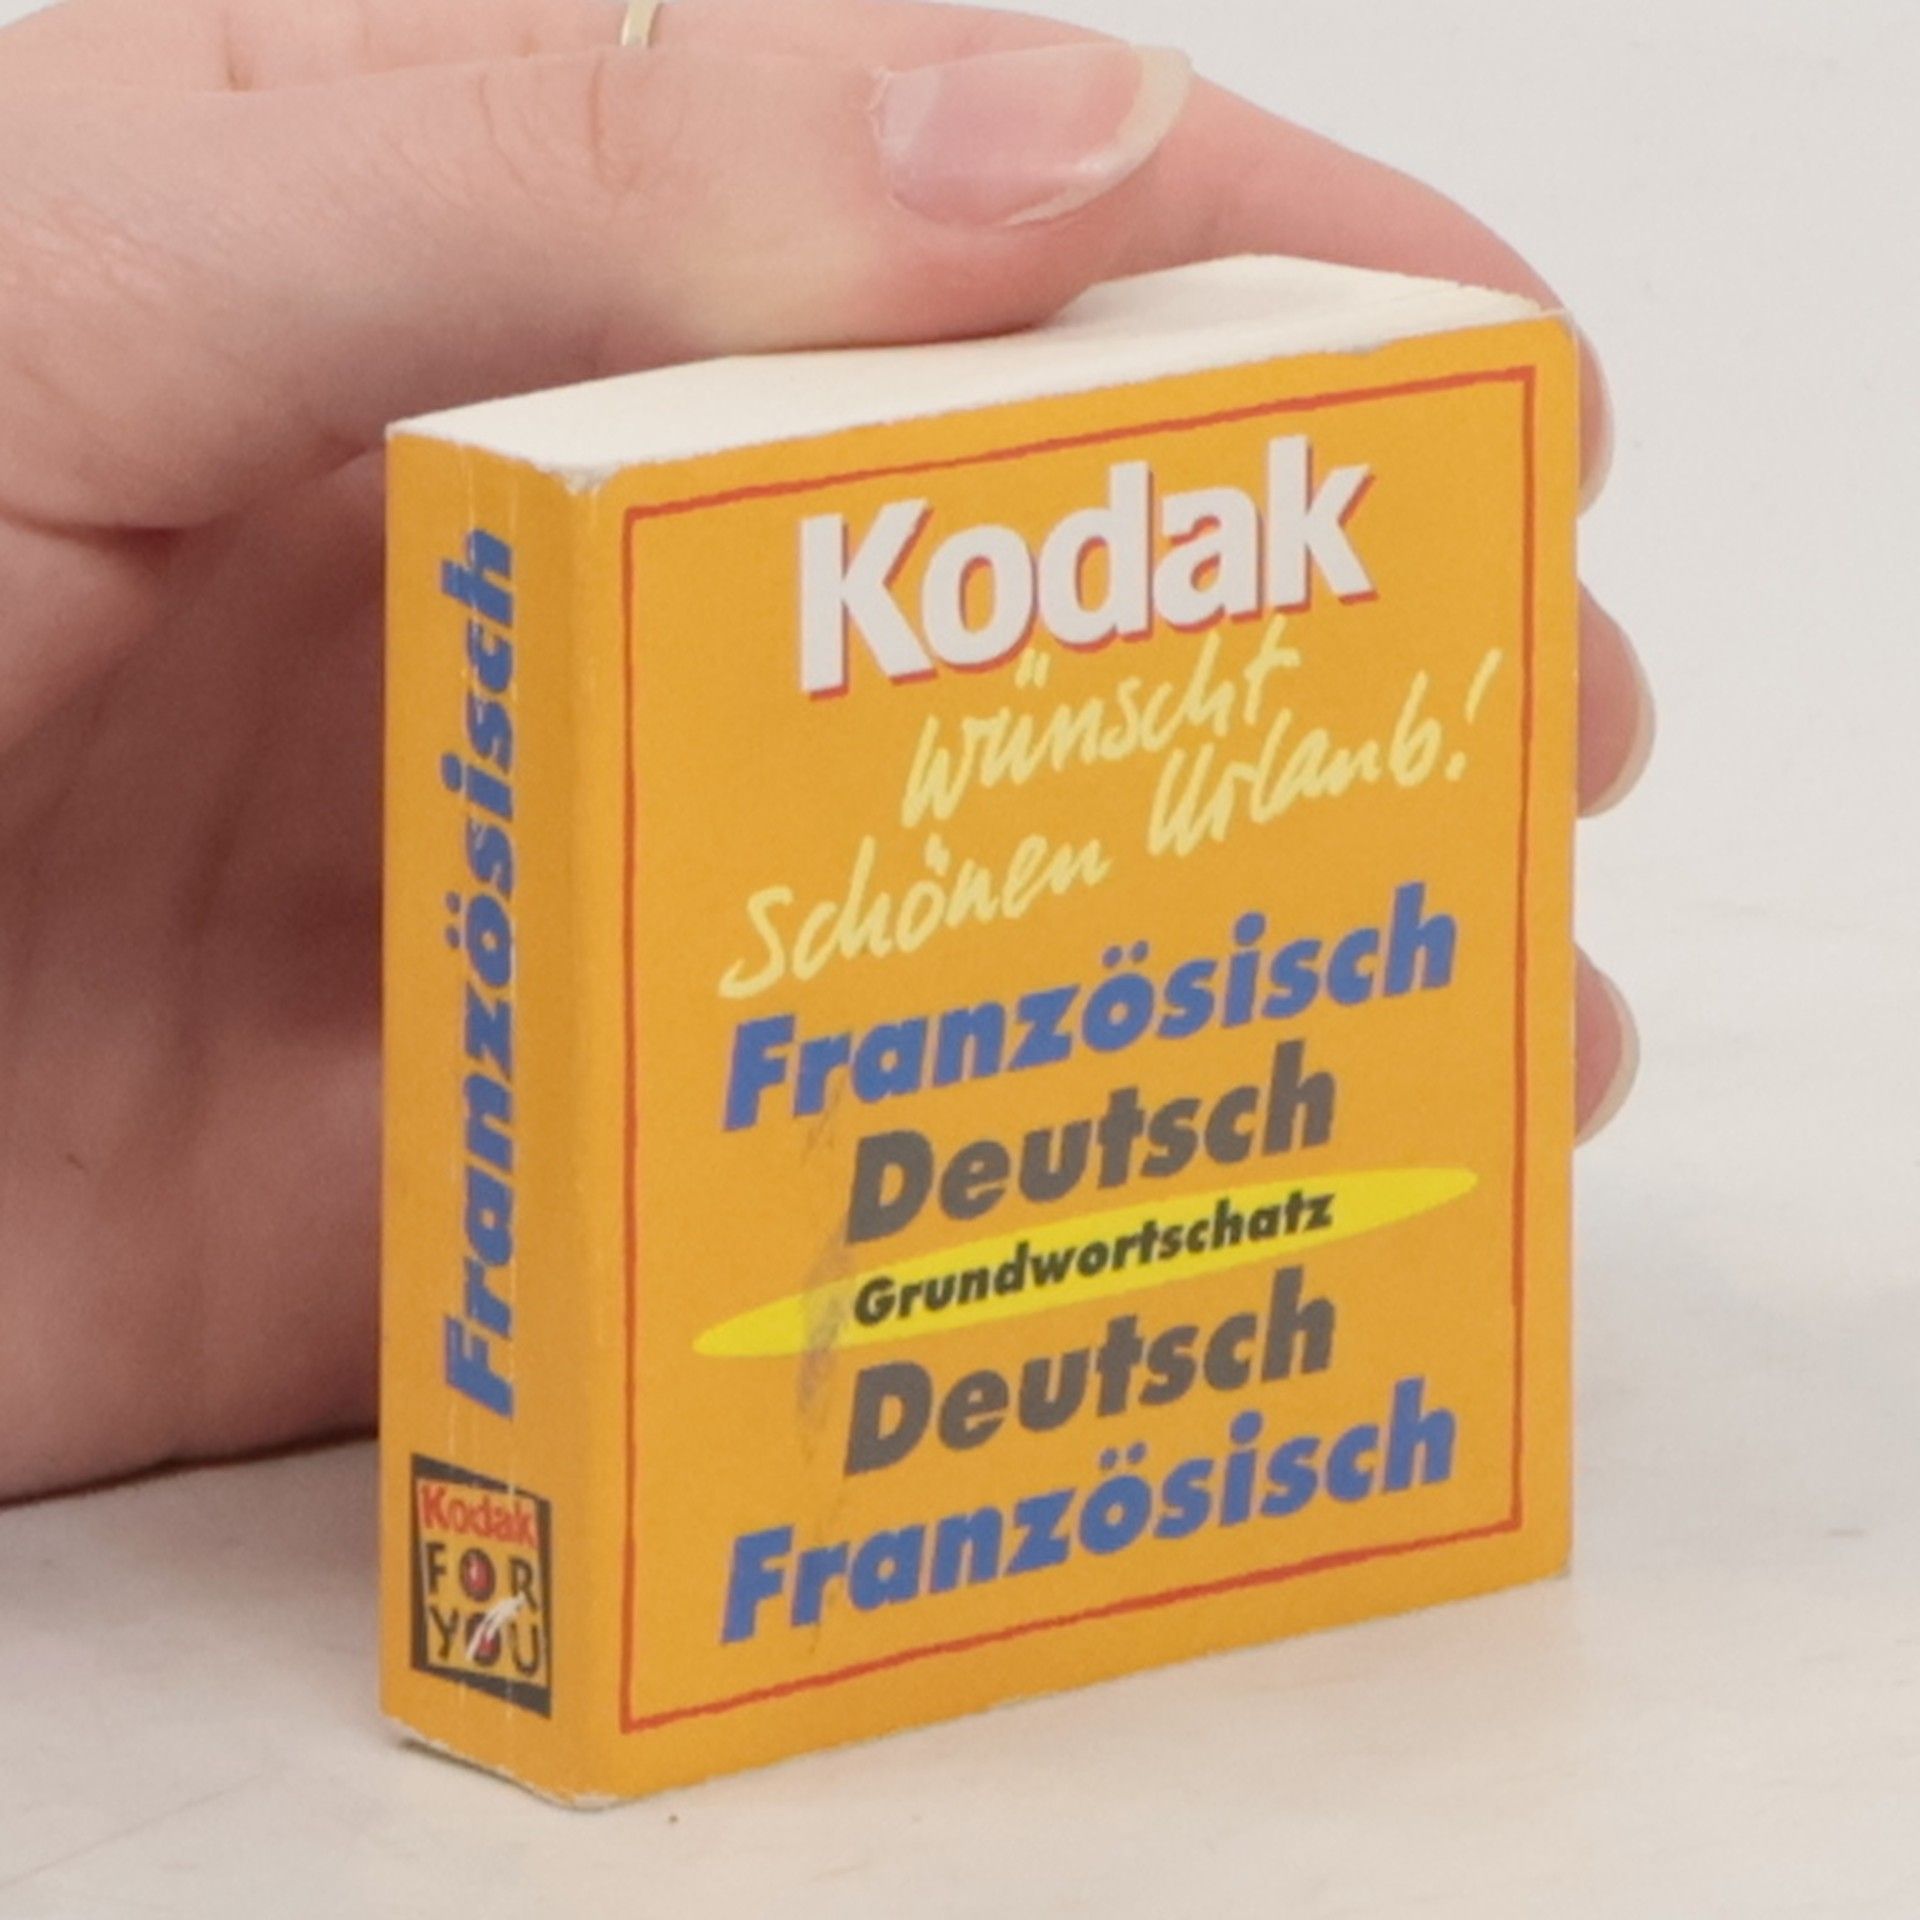 Französisch
Kodak
FOR
YOU
Kodak
wünscht
schönen Urlaub!
Französisch
Deutsch
Grundwortschatz
Deutsch
Französisch